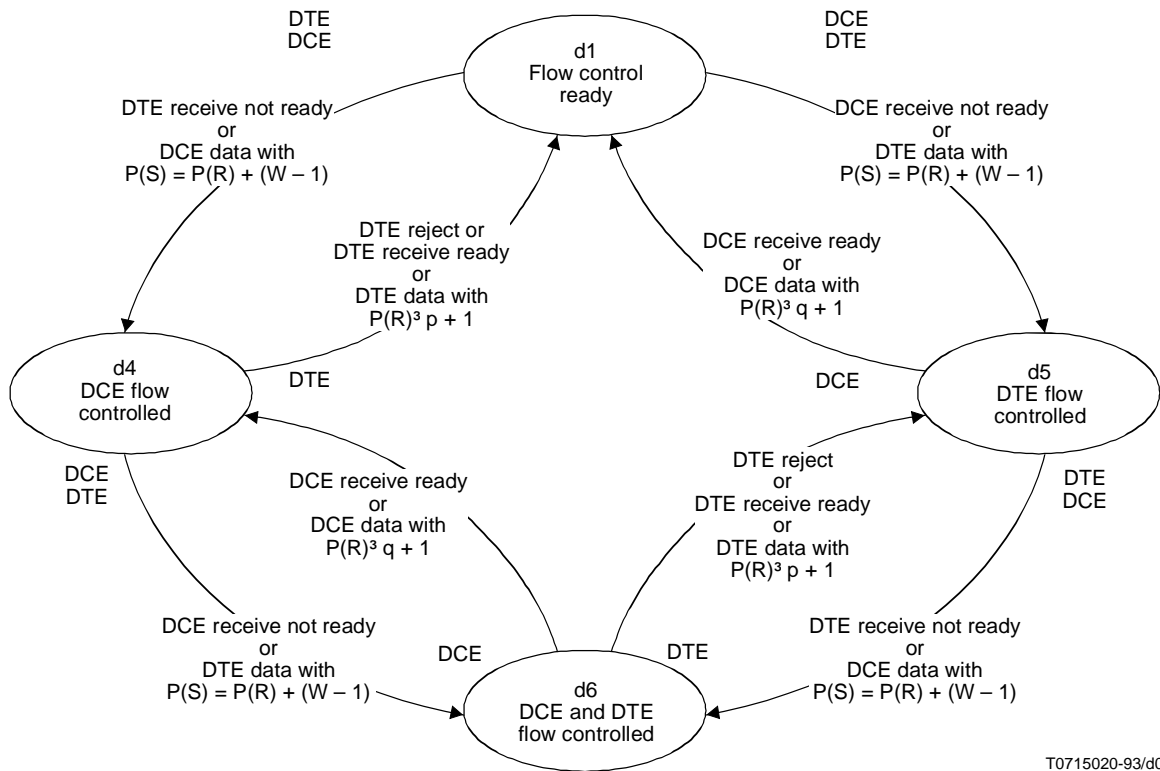 DTE
DCE
DCE
DTE
d1
Flow control
ready
DTE receive not ready
or
DCE data with
P(S) = P(R) + (W – 1)
DCE receive not ready
or
DTE data with
P(S) = P(R) + (W – 1)
DTE reject or
DTE receive ready
or
DTE data with
P(R)³ p + 1
DCE receive ready
or
DCE data with
P(R)³ q + 1
d4
DCE flow
controlled
DTE
DCE
d5
DTE flow
controlled
DCE
DTE
DCE receive ready
or
DCE data with
P(R)³ q + 1
DTE reject
or
DTE receive ready
or
DTE data with
P(R)³ p + 1
DTE
DCE
DCE receive not ready
or
DTE data with
P(S) = P(R) + (W – 1)
DCE
DTE
DTE receive not ready
or
DCE data with
P(S) = P(R) + (W – 1)
d6
DCE and DTE
flow controlled
T0715020-93/d0